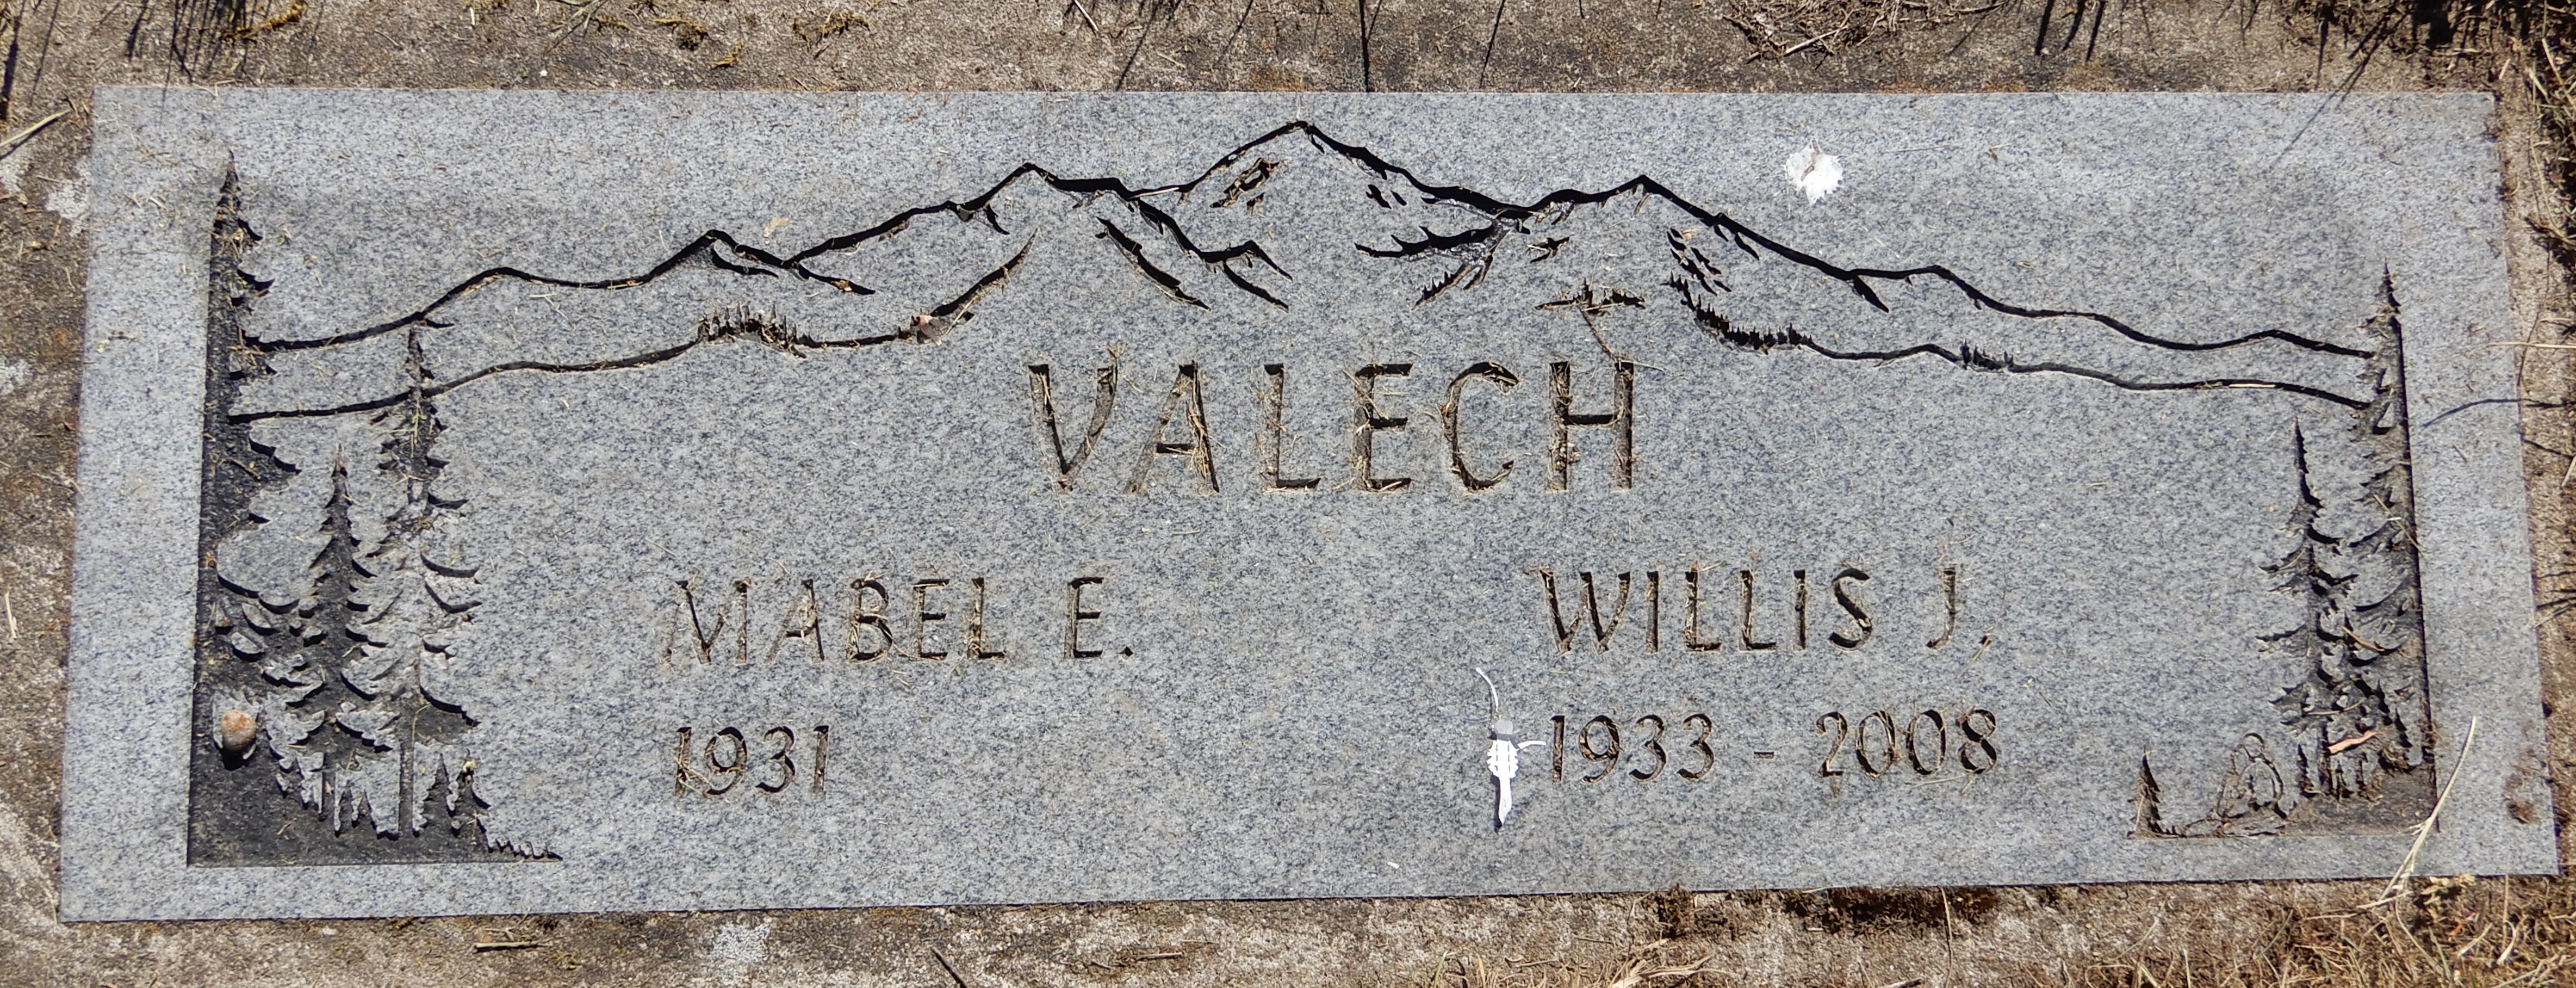 VALECH
MABEL E. WILLIS J.
1931 1933 - 2008